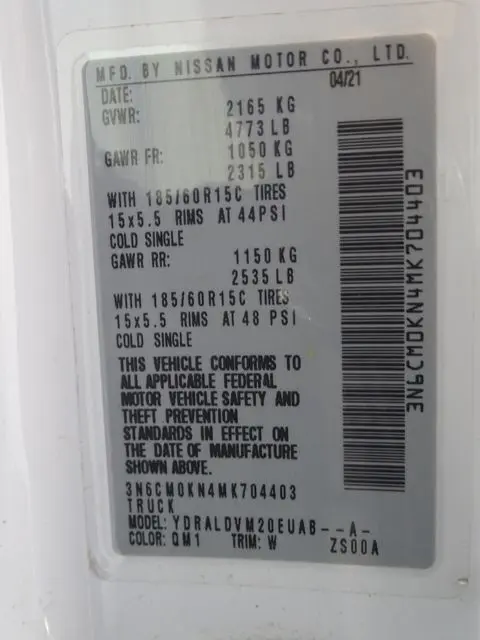 MFD. BY NISSAN MOTOR CO., LTD.
DATE: 04/21
GVWR: 2165 KG
4773 LB
GAWR FR: 1050 KG
2315 LB
WITH 185/60R15C TIRES
15x5.5 RIMS AT 44PSI
COLD SINGLE
GAWR RR: 1150 KG
2535 LB
WITH 185/60R15C TIRES
15x5.5 RIMS AT 48 PSI
COLD SINGLE
THIS VEHICLE CONFORMS TO
ALL APPLICABLE FEDERAL
MOTOR VEHICLE SAFETY AND
THEFT PREVENTION
STANDARDS IN EFFECT ON
THE DATE OF MANUFACTURE
SHOWN ABOVE.
3N6CM0KN4MK704403
TRUCK
MODEL: YDRALDVM20EUAB--A-
COLOR: QM1 TRIM: W ZS00A
3N6CM0KN4MK704403